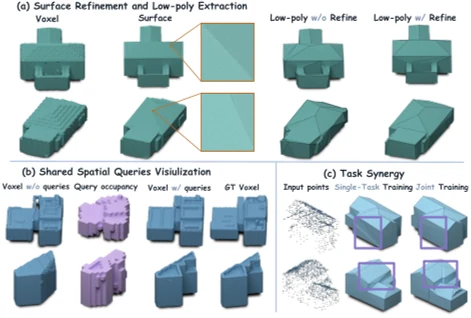 (a) Surface Refinement and Low-poly Extraction
Voxel Surface Low-poly w/o Refine Low-poly w/ Refine
(b) Shared Spatial Queries Visiulization
Voxel w/o queries Query occupancy Voxel w/ queries GT Voxel
(c) Task Synergy
Input points Single-Task Training Joint Training